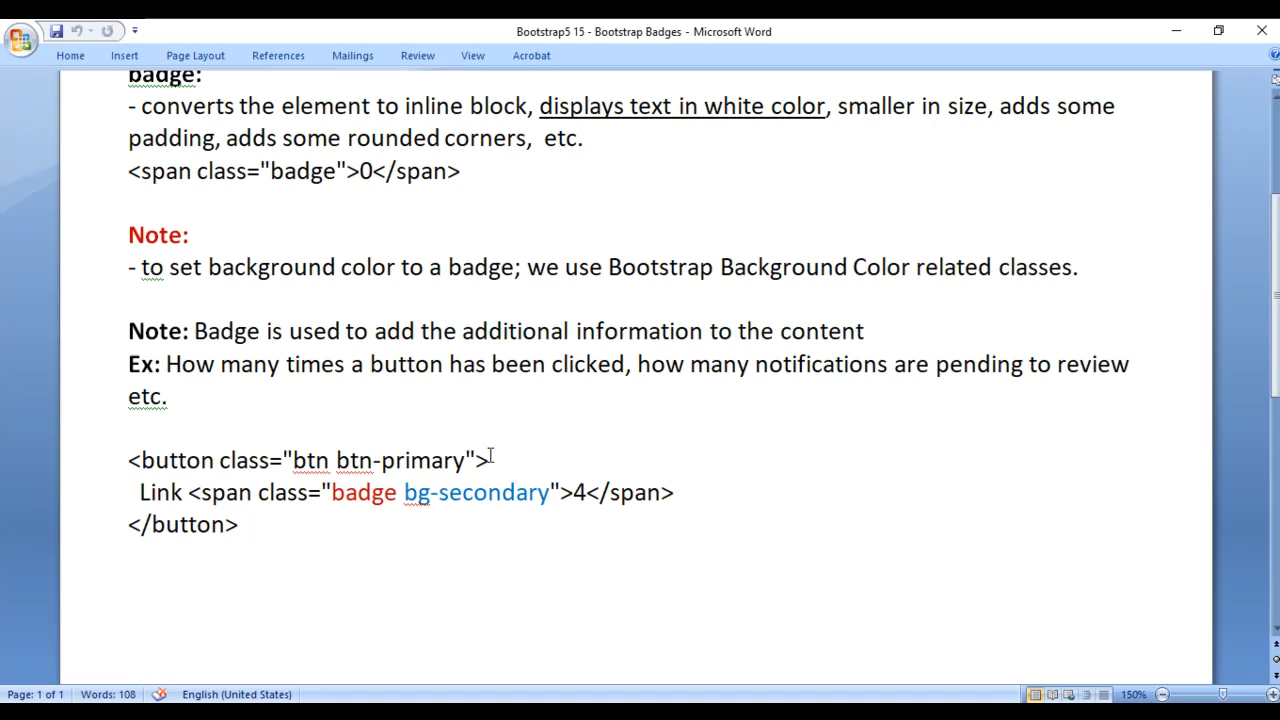 Bootstrap5 15 - Bootstrap Badges - Microsoft Word
Home Insert Page Layout References Mailings Review View Acrobat
badge:
- converts the element to inline block, displays text in white color, smaller in size, adds some
padding, adds some rounded corners, etc.
<span class="badge">0</span>
Note:
- to set background color to a badge; we use Bootstrap Background Color related classes.
Note: Badge is used to add the additional information to the content
Ex: How many times a button has been clicked, how many notifications are pending to review
etc.
<button class="btn btn-primary">
Link <span class="badge bg-secondary">4</span>
</button>
Page: 1 of 1 Words: 108 English (United States) 150%